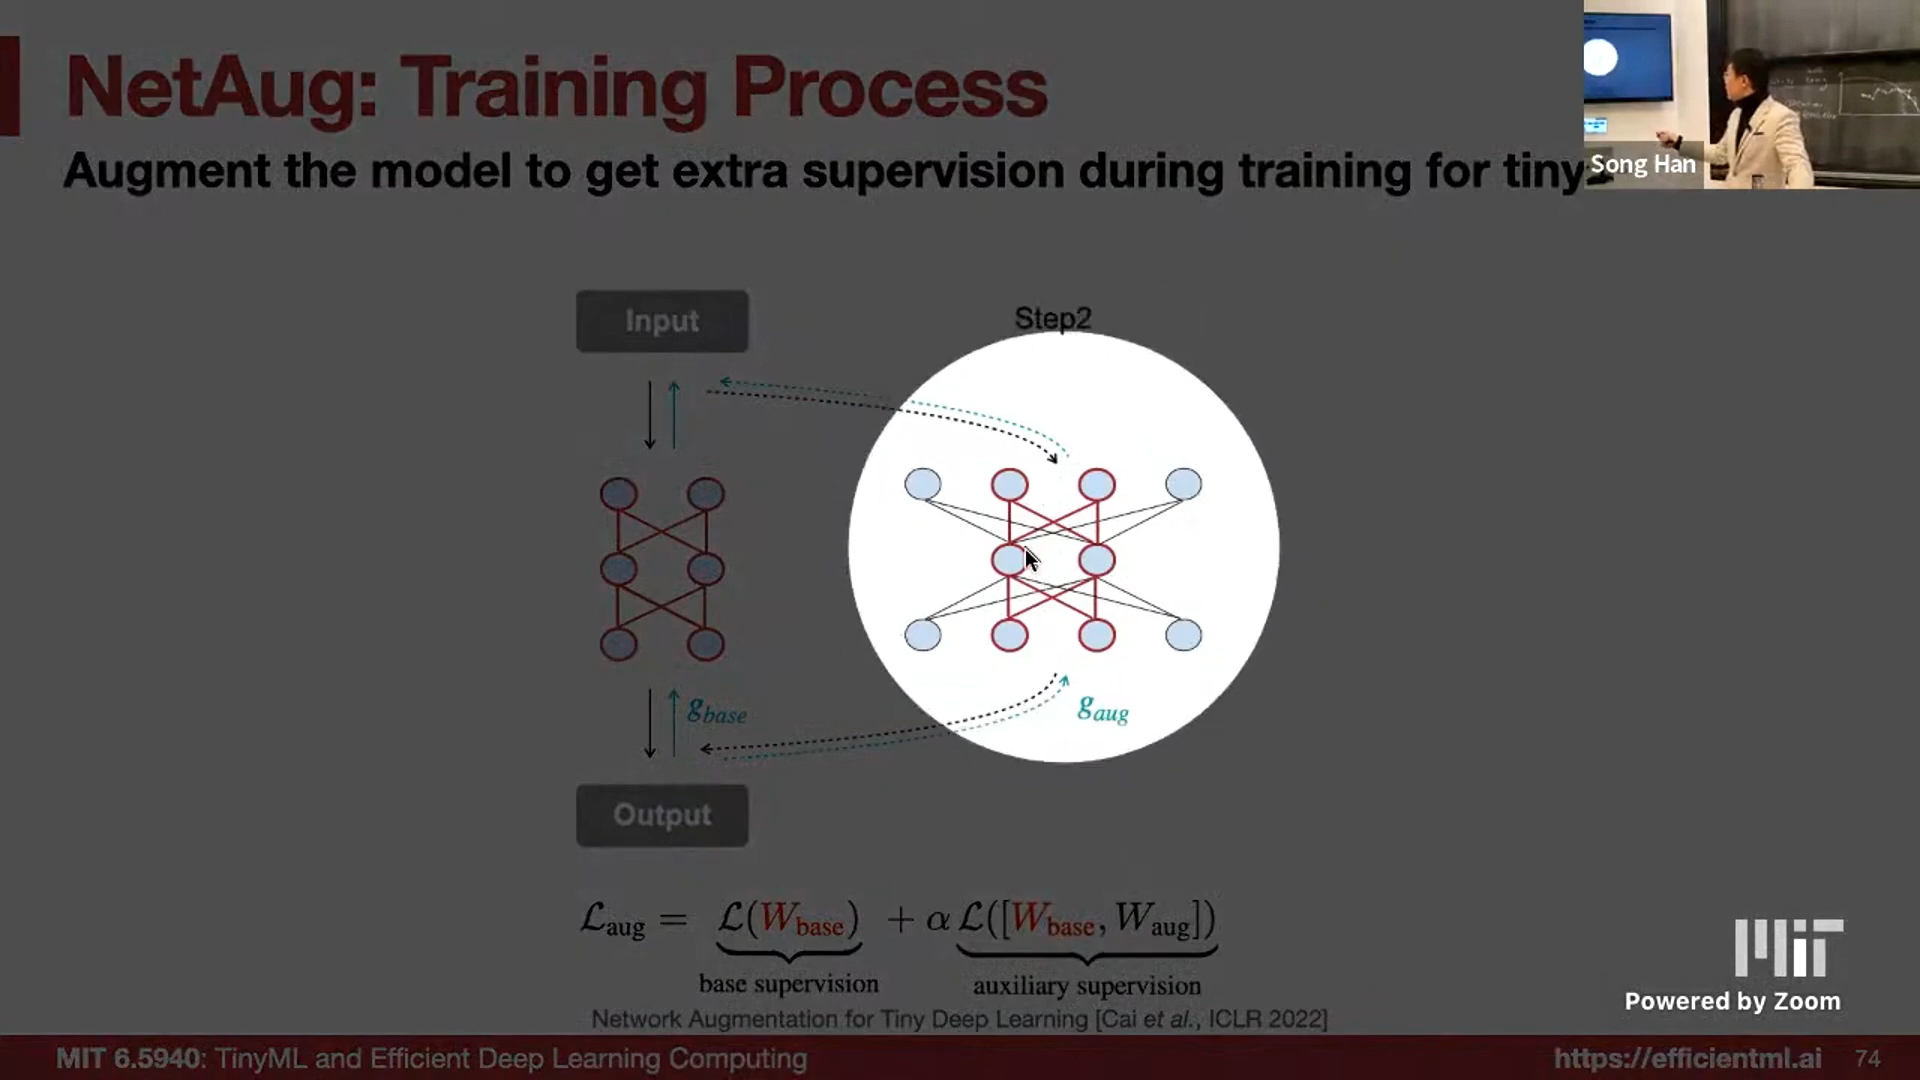 NetAug: Training Process
Augment the model to get extra supervision during training for tiny
Song Han
Input
Step2
g_base
g_aug
Output
ℒ_aug = ℒ(W_base) + α ℒ([W_base, W_aug])
base supervision
auxiliary supervision
Network Augmentation for Tiny Deep Learning [Cai et al., ICLR 2022]
MIT
Powered by Zoom
MIT 6.5940: TinyML and Efficient Deep Learning Computing
https://efficientml.ai
74